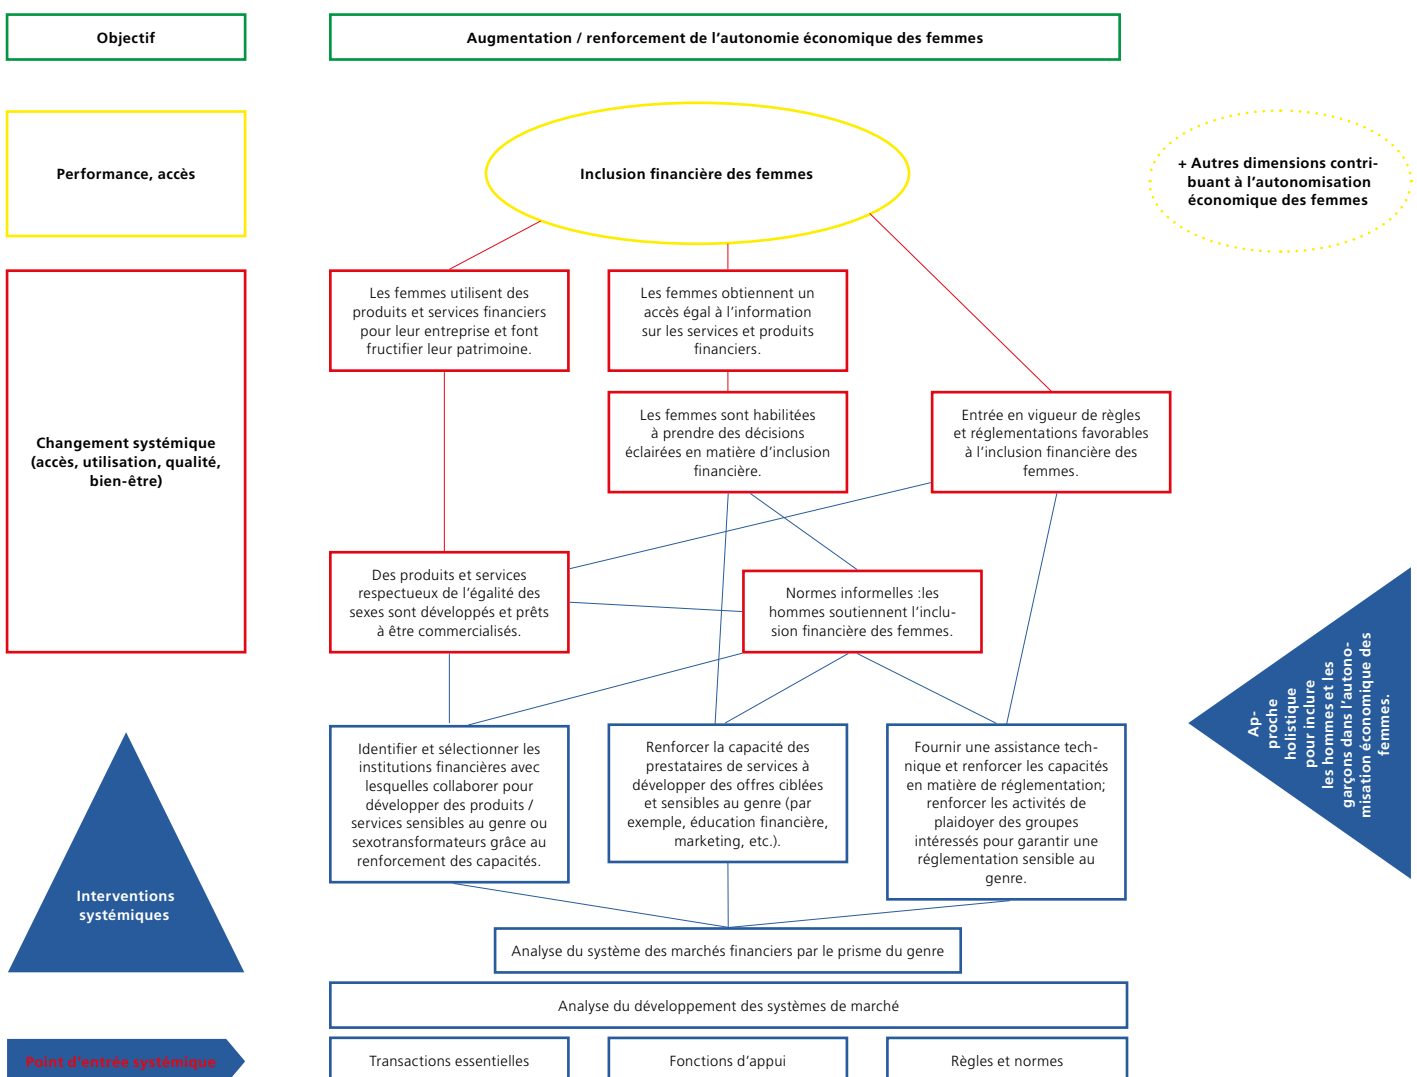 Objectif
Augmentation / renforcement de l’autonomie économique des femmes
Performance, accès
Inclusion financière des femmes
+ Autres dimensions contri-
buant à l’autonomisation
économique des femmes
Changement systémique
(accès, utilisation, qualité,
bien-être)
Les femmes utilisent des
produits et services financiers
pour leur entreprise et font
fructifier leur patrimoine.
Les femmes obtiennent un
accès égal à l’information
sur les services et produits
financiers.
Les femmes sont habilitées
à prendre des décisions
éclairées en matière d’inclusion
financière.
Entrée en vigueur de règles
et réglementations favorables
à l’inclusion financière des
femmes.
Des produits et services
respectueux de l’égalité des
sexes sont développés et prêts
à être commercialisés.
Normes informelles :les
hommes soutiennent l’inclu-
sion financière des femmes.
Ap-
proche
holistique
pour inclure
les hommes et les
garçons dans l’autono-
misation économique des
femmes.
Interventions
systémiques
Identifier et sélectionner les
institutions financières avec
lesquelles collaborer pour
développer des produits /
services sensibles au genre ou
sexotransformateurs grâce au
renforcement des capacités.
Renforcer la capacité des
prestataires de services à
développer des offres ciblées
et sensibles au genre (par
exemple, éducation financière,
marketing, etc.).
Fournir une assistance tech-
nique et renforcer les capacités
en matière de réglementation;
renforcer les activités de
plaidoyer des groupes
intéressés pour garantir une
réglementation sensible au
genre.
Analyse du système des marchés financiers par le prisme du genre
Analyse du développement des systèmes de marché
Point d’entrée systémique
Transactions essentielles
Fonctions d’appui
Règles et normes